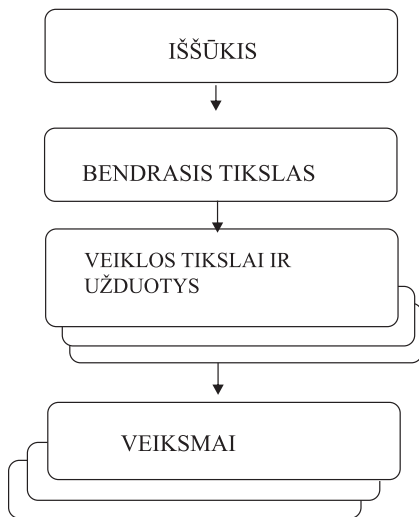 IŠŠŪKIS
BENDRASIS TIKSLAS
VEIKLOS TIKSLAI IR
UŽDUOTYS
VEIKSMAI